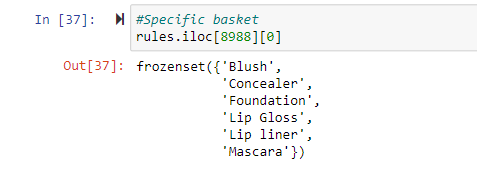 In [37]: #Specific basket
rules.iloc[8988][0]
Out[37]: frozenset({'Blush',
'Concealer',
'Foundation',
'Lip Gloss',
'Lip liner',
'Mascara'})